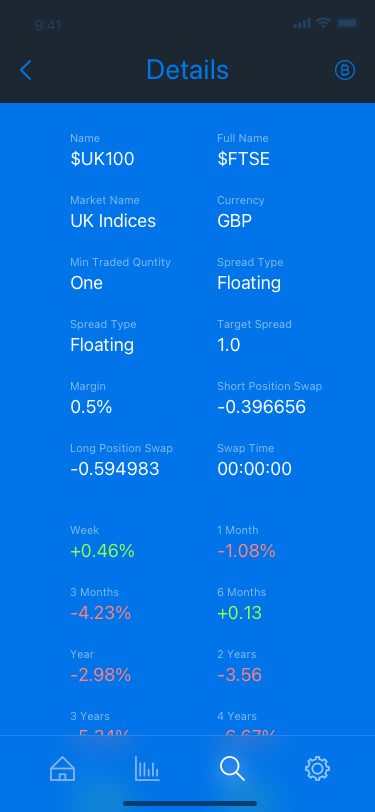 9:41
Details
Name Full Name
$UK100 $FTSE
Market Name Currency
UK Indices GBP
Min Traded Quntity Spread Type
One Floating
Spread Type Target Spread
Floating 1.0
Margin Short Position Swap
0.5% -0.396656
Long Position Swap Swap Time
-0.594983 00:00:00
Week 1 Month
+0.46% -1.08%
3 Months 6 Months
-4.23% +0.13
Year 2 Years
-2.98% -3.56
3 Years 4 Years